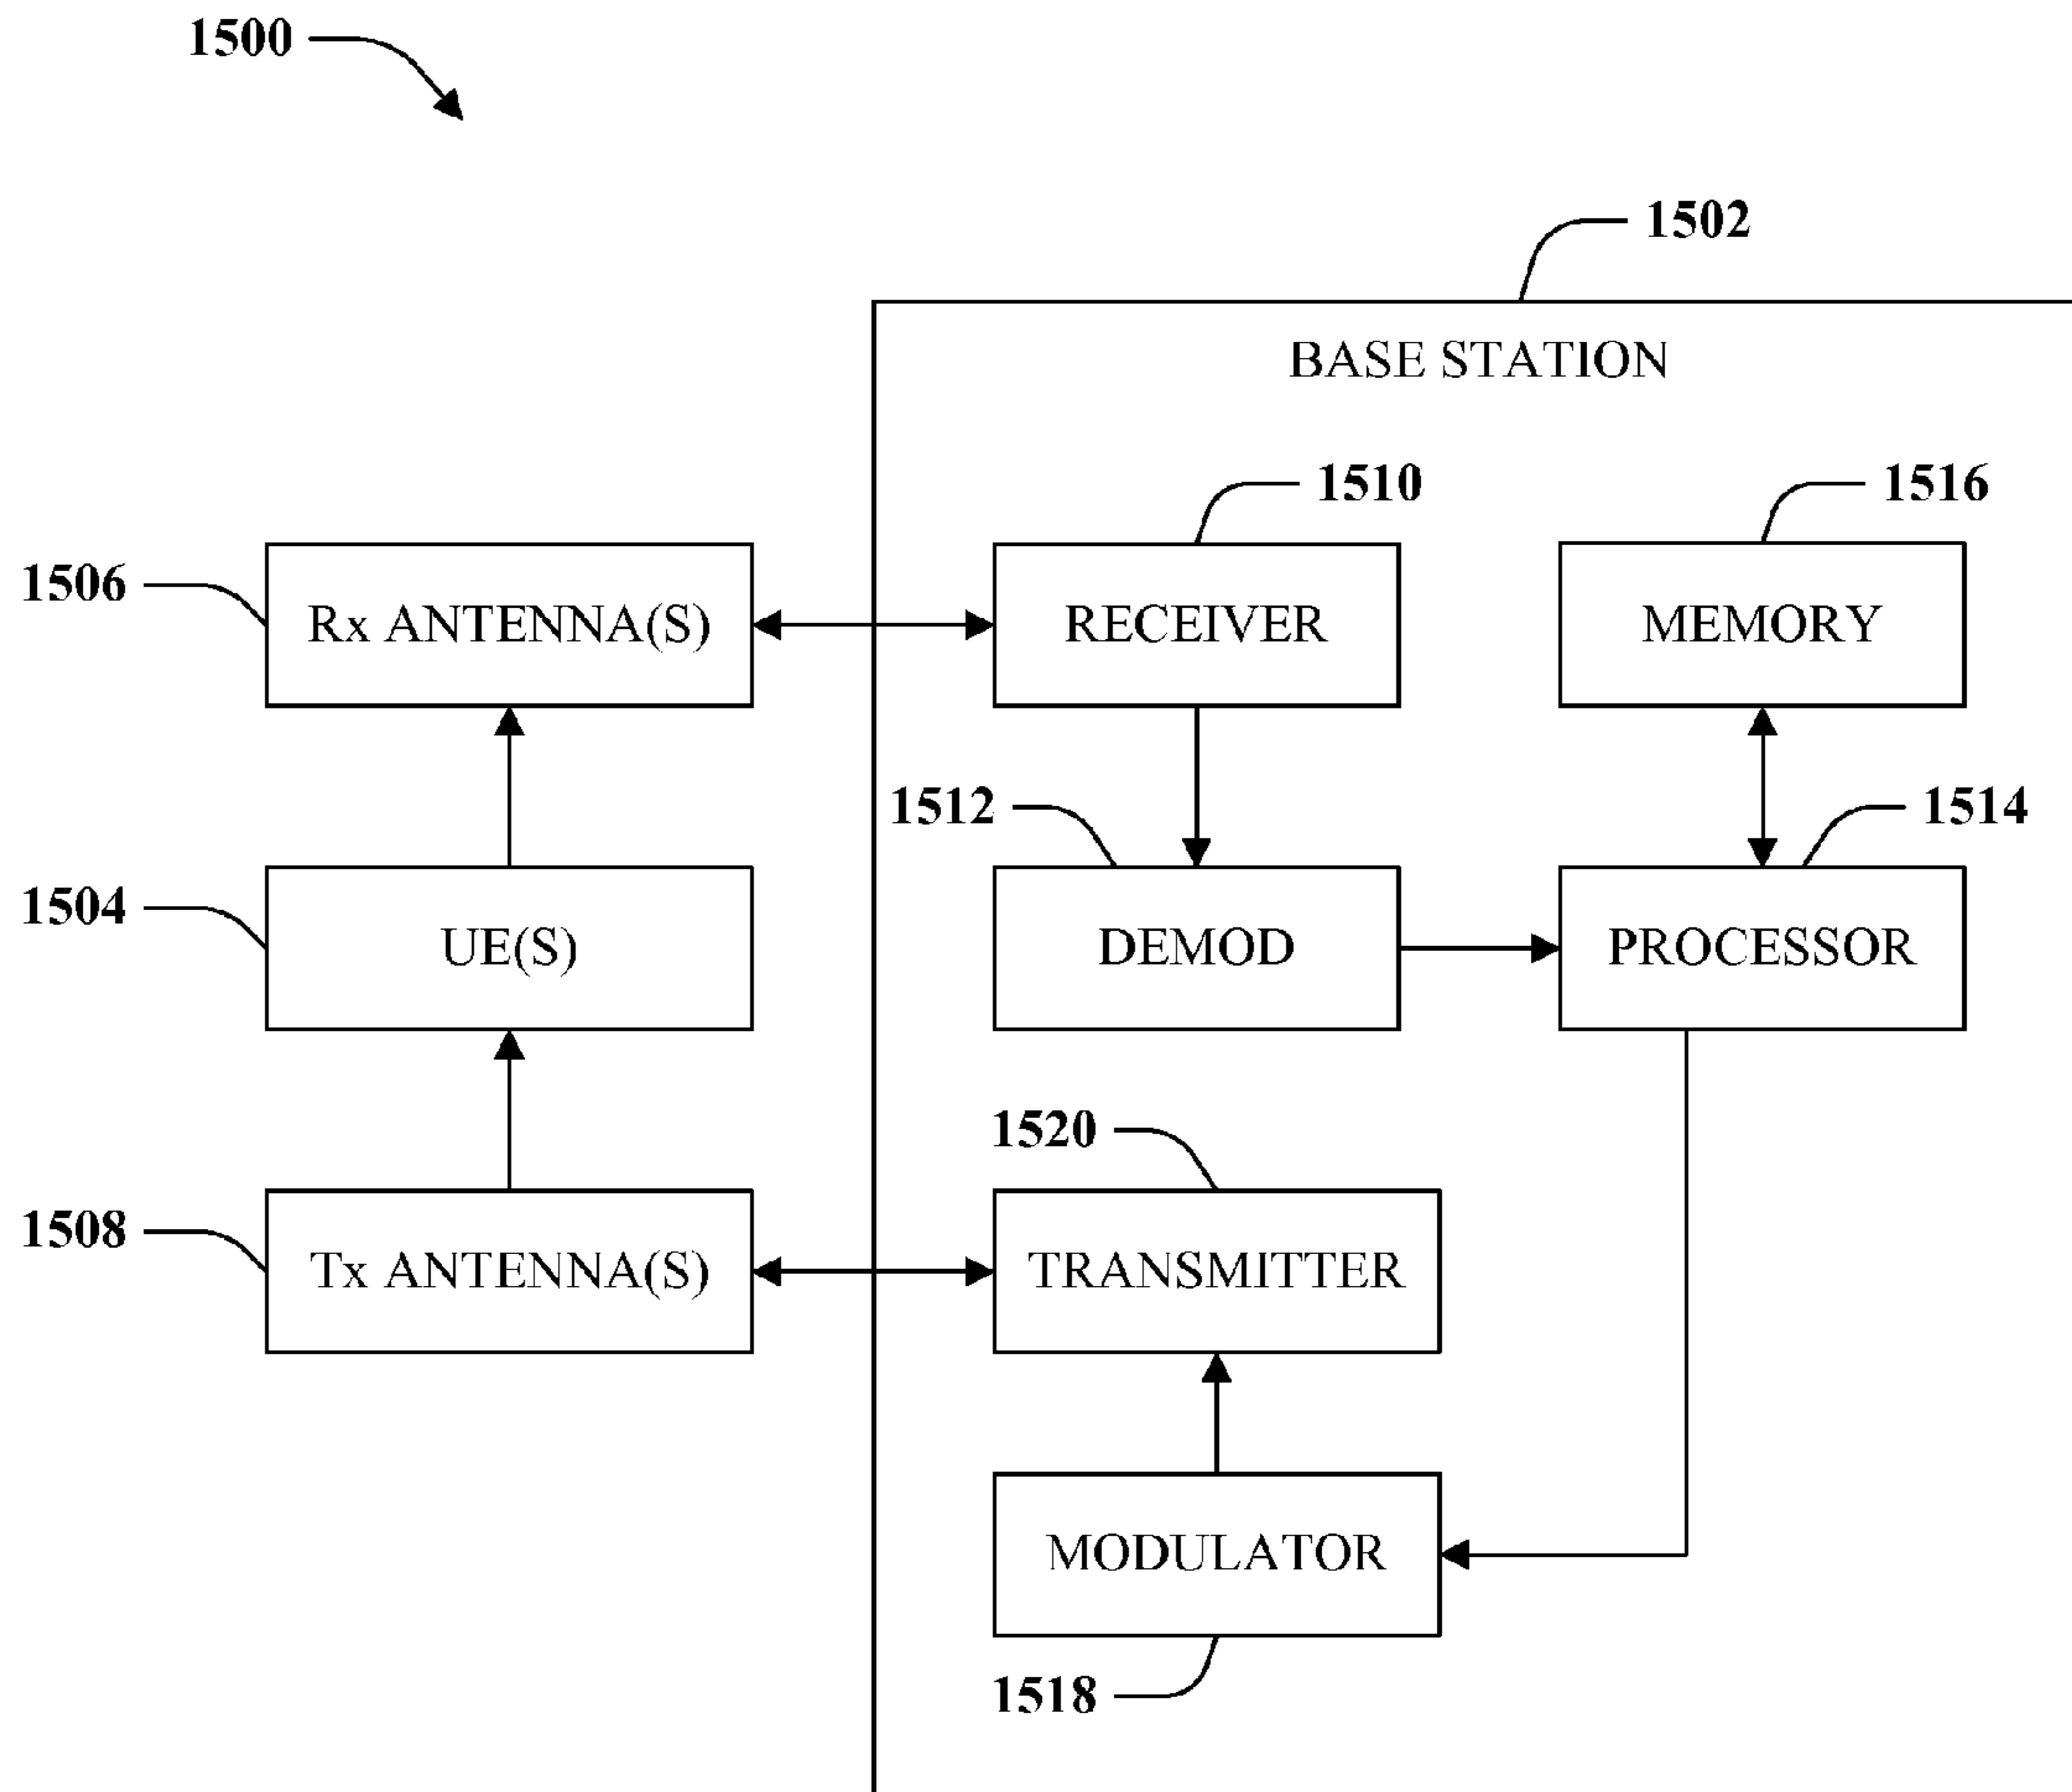 1500
1502
BASE STATION
1510
1516
1506
Rx ANTENNA(S)
RECEIVER
MEMORY
1512
1514
1504
UE(S)
DEMOD
PROCESSOR
1520
1508
Tx ANTENNA(S)
TRANSMITTER
MODULATOR
1518